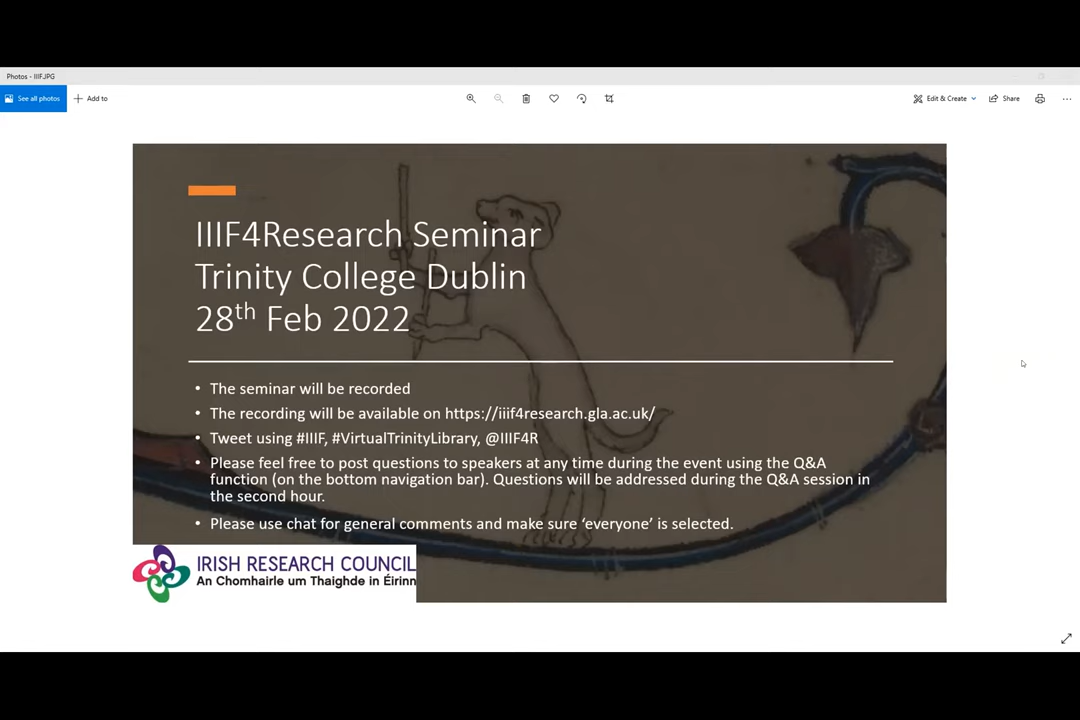 Photos - IIIF.JPG
See all photos
Add to
Edit & Create
Share
IIIF4Research Seminar
Trinity College Dublin
28th Feb 2022
• The seminar will be recorded
• The recording will be available on https://iiif4research.gla.ac.uk/
• Tweet using #IIIF, #VirtualTrinityLibrary, @IIIF4R
• Please feel free to post questions to speakers at any time during the event using the Q&A
function (on the bottom navigation bar). Questions will be addressed during the Q&A session in
the second hour.
• Please use chat for general comments and make sure ‘everyone’ is selected.
IRISH RESEARCH COUNCIL
An Chomhairle um Thaighde in Éirinn